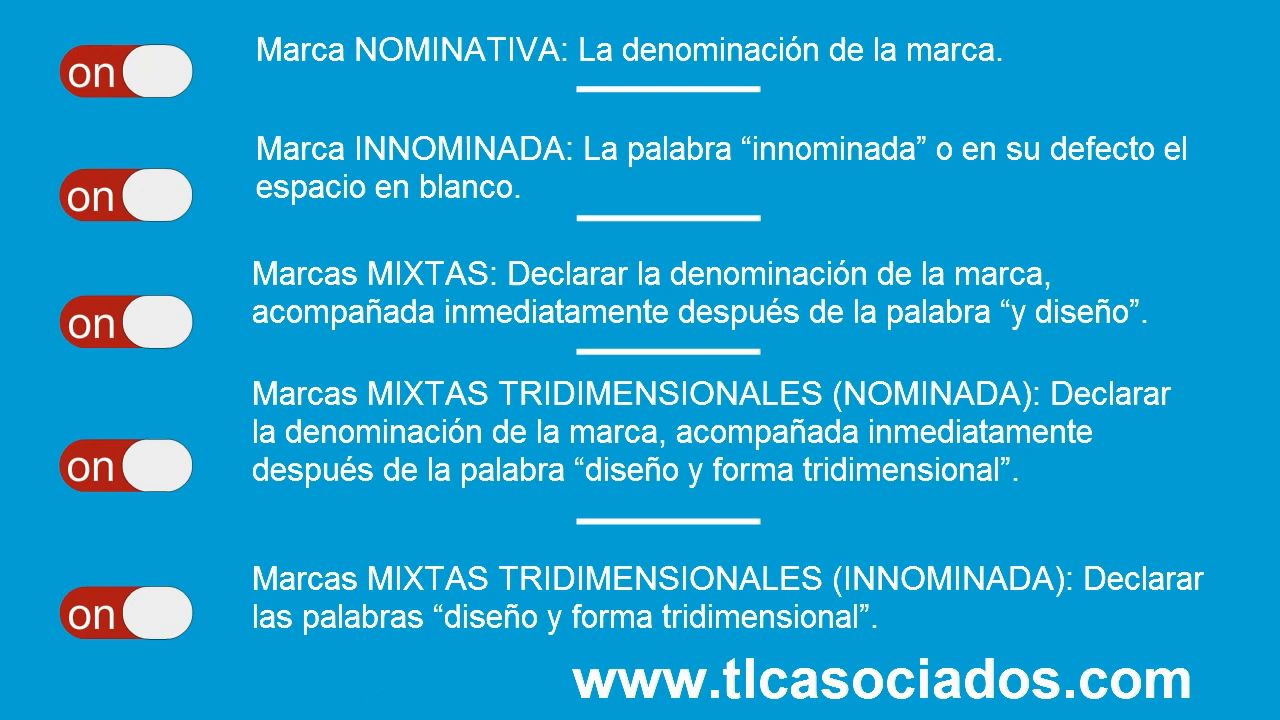 on
Marca NOMINATIVA: La denominación de la marca.
on
Marca INNOMINADA: La palabra “innominada” o en su defecto el
espacio en blanco.
on
Marcas MIXTAS: Declarar la denominación de la marca,
acompañada inmediatamente después de la palabra “y diseño”.
on
Marcas MIXTAS TRIDIMENSIONALES (NOMINADA): Declarar
la denominación de la marca, acompañada inmediatamente
después de la palabra “diseño y forma tridimensional”.
on
Marcas MIXTAS TRIDIMENSIONALES (INNOMINADA): Declarar
las palabras “diseño y forma tridimensional”.
www.tlcasociados.com